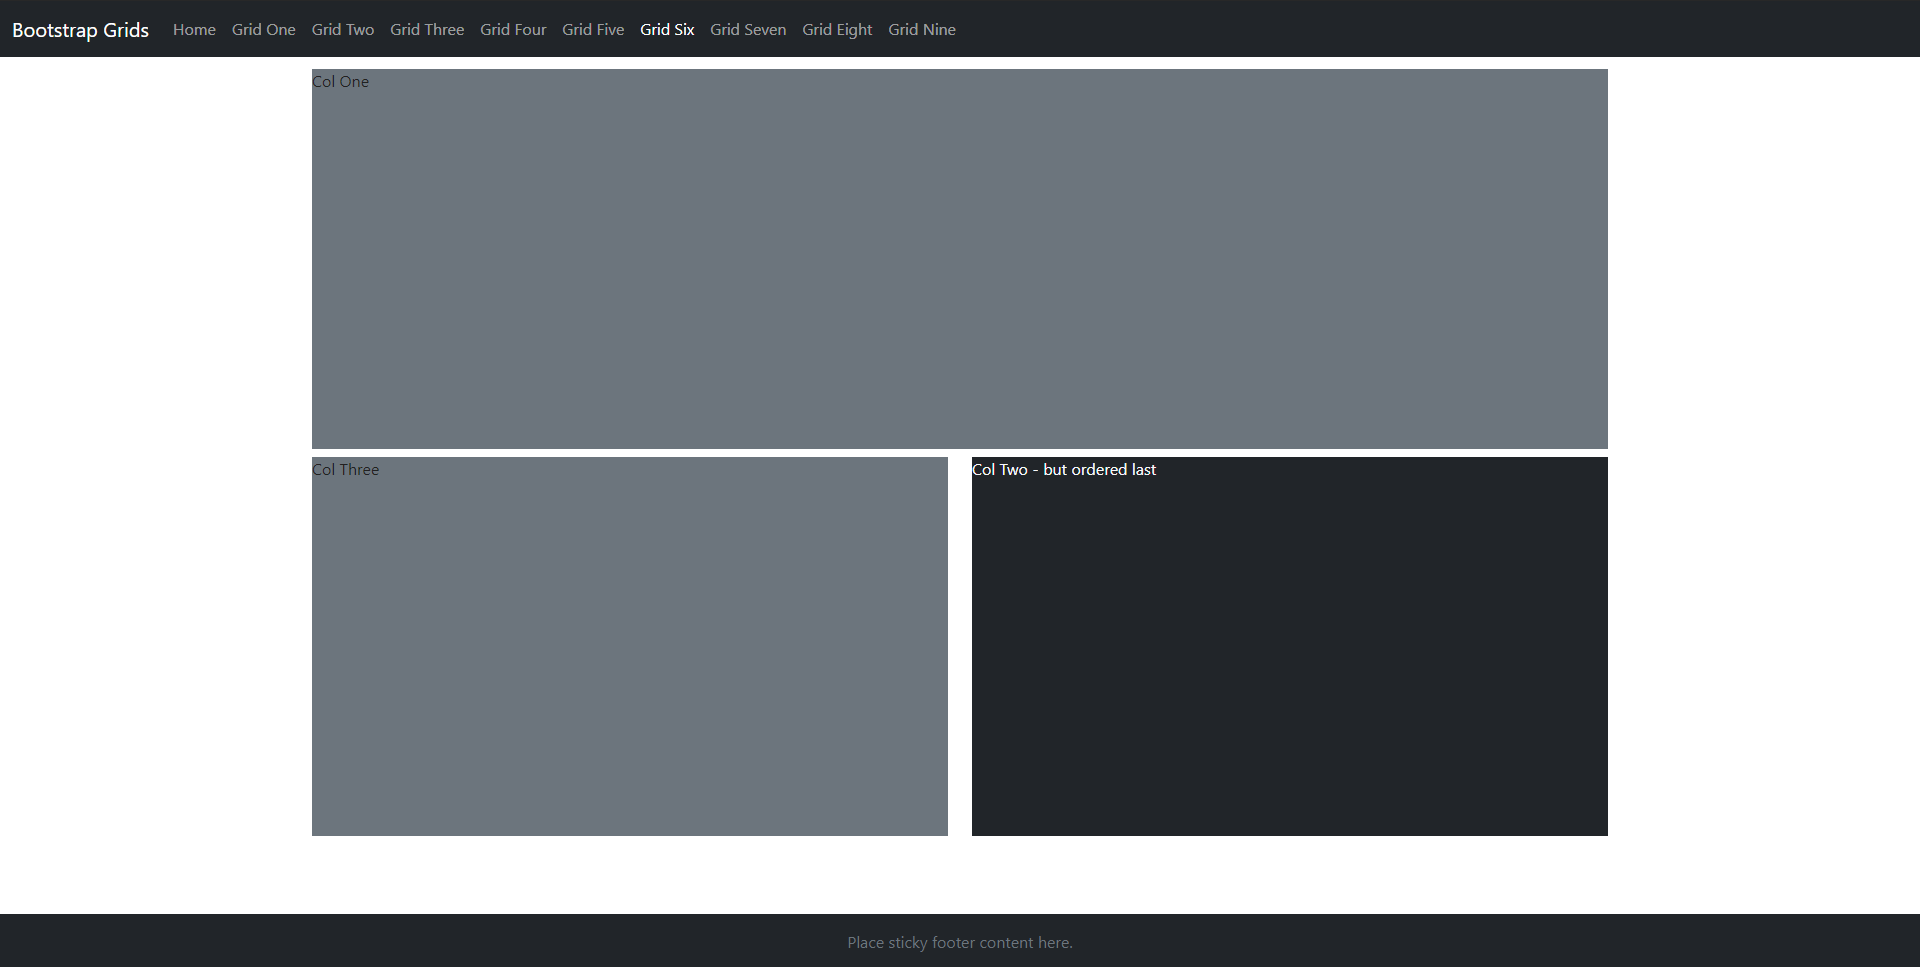 Bootstrap Grids Home Grid One Grid Two Grid Three Grid Four Grid Five Grid Six Grid Seven Grid Eight Grid Nine
Col One
Col Three
Col Two - but ordered last
Place sticky footer content here.